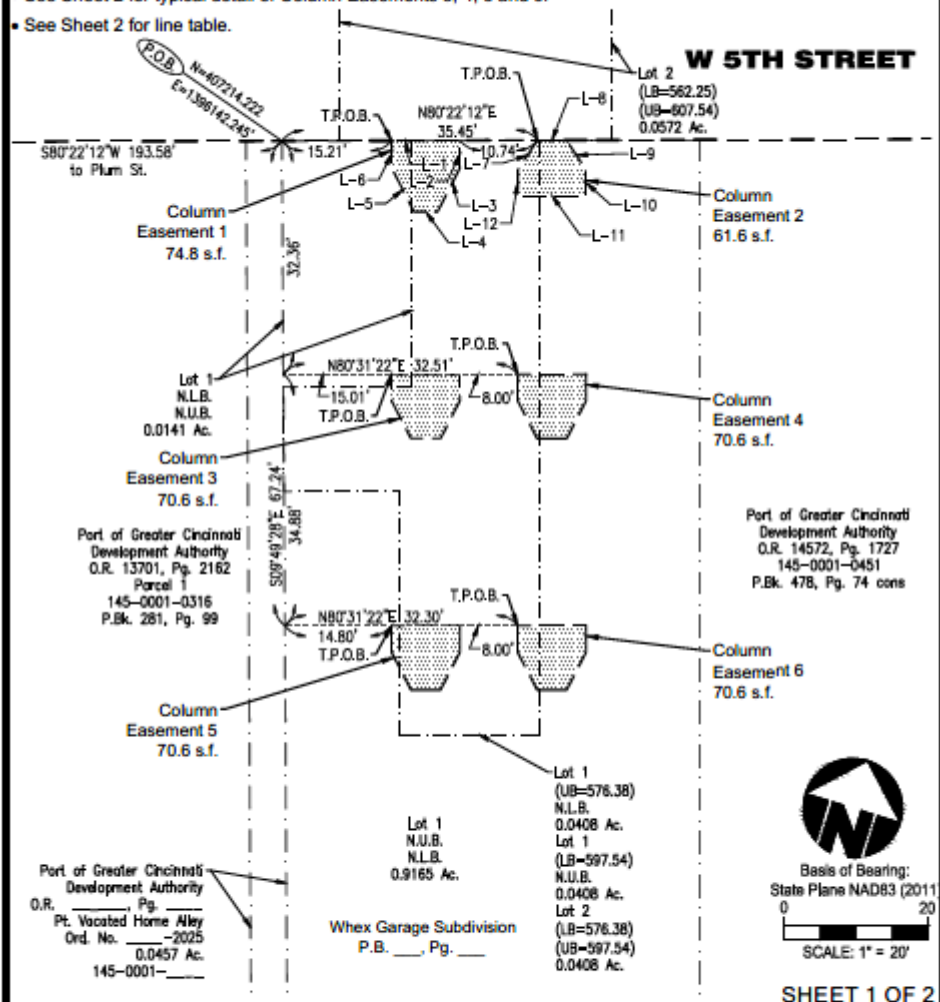 • See Sheet 2 for line table.
W 5TH STREET
P.O.B.
N=407214.222
E=1396142.245'
T.P.O.B.
N80°22'12"E
35.45'
T.P.O.B.
L-8
Lot 2
(LB=562.25)
(UB=607.54)
0.0572 Ac.
S80°22'12"W 193.58'
to Plum St.
15.21'
10.74'
L-1
L-7
L-9
L-6
L-2
L-5
L-3
L-10
L-12
L-4
L-11
Column
Easement 1
74.8 s.f.
Column
Easement 2
61.6 s.f.
32.36'
T.P.O.B.
N80°31'22"E 32.51'
15.01'
8.00'
T.P.O.B.
Lot 1
N.L.B.
N.U.B.
0.0141 Ac.
Column
Easement 3
70.6 s.f.
Column
Easement 4
70.6 s.f.
S09°49'28"E 67.24'
34.88'
Port of Greater Cincinnati
Development Authority
O.R. 13701, Pg. 2162
Parcel 1
145-0001-0316
P.Bk. 281, Pg. 99
Port of Greater Cincinnati
Development Authority
O.R. 14572, Pg. 1727
145-0001-0451
P.Bk. 478, Pg. 74 cons
T.P.O.B.
N80°31'22"E 32.30'
14.80'
8.00'
T.P.O.B.
Column
Easement 5
70.6 s.f.
Column
Easement 6
70.6 s.f.
Lot 1
(UB=576.38)
N.L.B.
0.0408 Ac.
Lot 1
(LB=597.54)
N.U.B.
0.0408 Ac.
Lot 2
(LB=576.38)
(UB=597.54)
0.0408 Ac.
Lot 1
N.U.B.
N.L.B.
0.9165 Ac.
Port of Greater Cincinnati
Development Authority
O.R. _____, Pg. ____
Pt. Vacated Home Alley
Ord. No. ____-2025
0.0457 Ac.
145-0001-____
Whex Garage Subdivision
P.B. ___, Pg. ___
N
Basis of Bearing:
State Plane NAD83 (2011)
0 20
SCALE: 1" = 20'
SHEET 1 OF 2